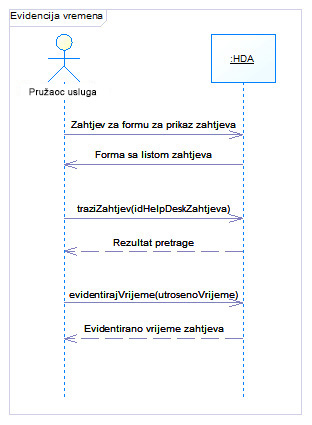 Evidencija vremena
:HDA
Pružaoc usluga
Zahtjev za formu za prikaz zahtjeva
Forma sa listom zahtjeva
traziZahtjev(idHelpDeskZahtjeva)
Rezultat pretrage
evidentirajVrijeme(utrosenoVrijeme)
Evidentirano vrijeme zahtjeva